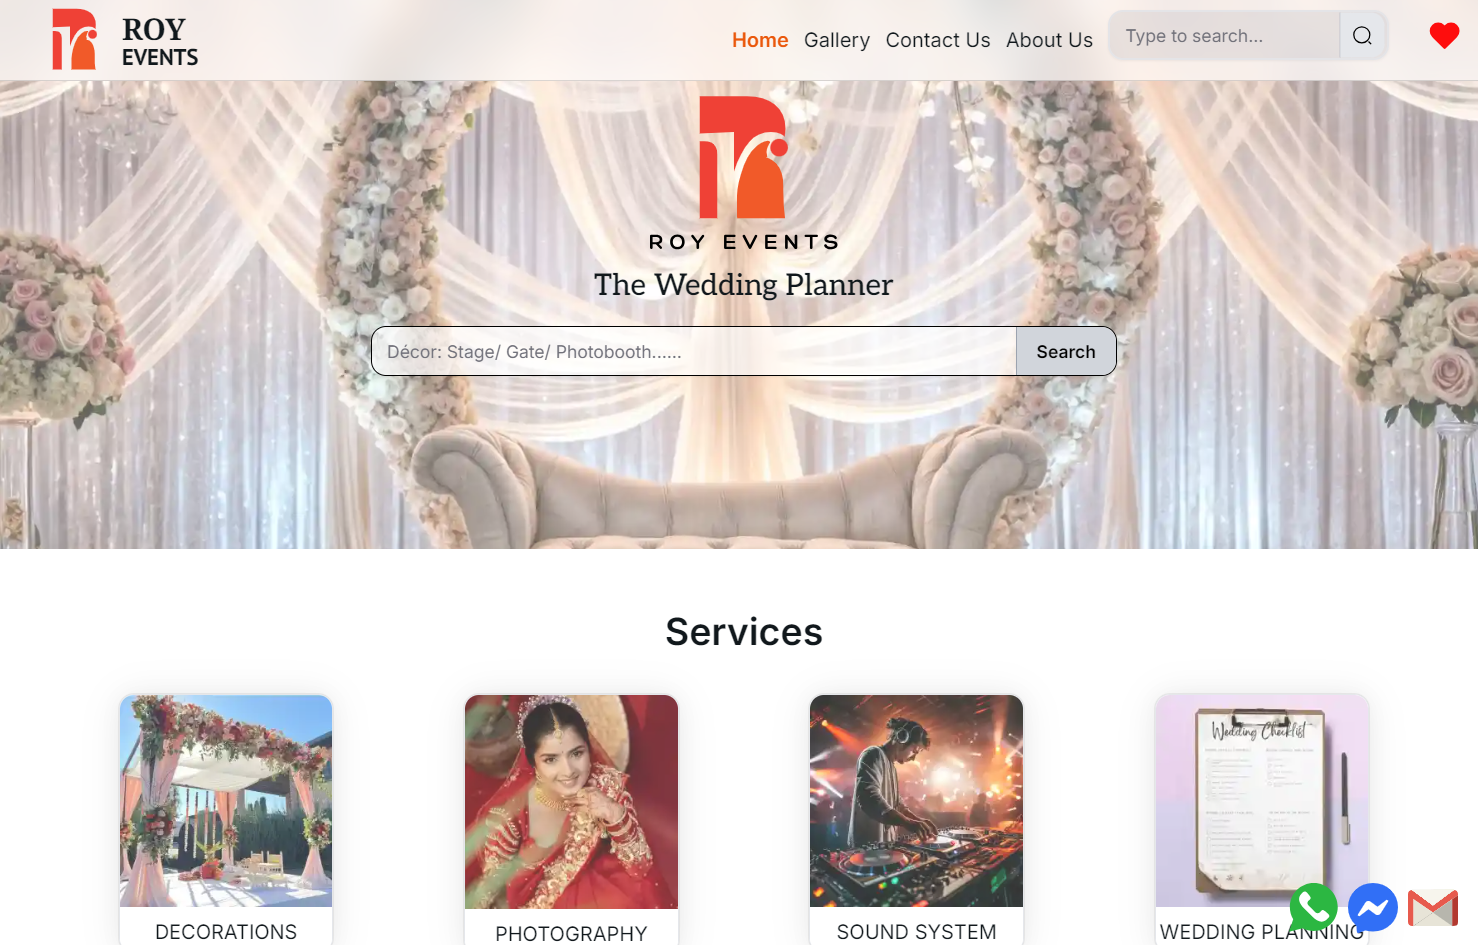 ROY
EVENTS
Home
Gallery
Contact Us
About Us
Type to search...
ROY EVENTS
The Wedding Planner
Décor: Stage/ Gate/ Photobooth......
Search
Services
Wedding Checklist
DECORATIONS
PHOTOGRAPHY
SOUND SYSTEM
WEDDING PLANNING